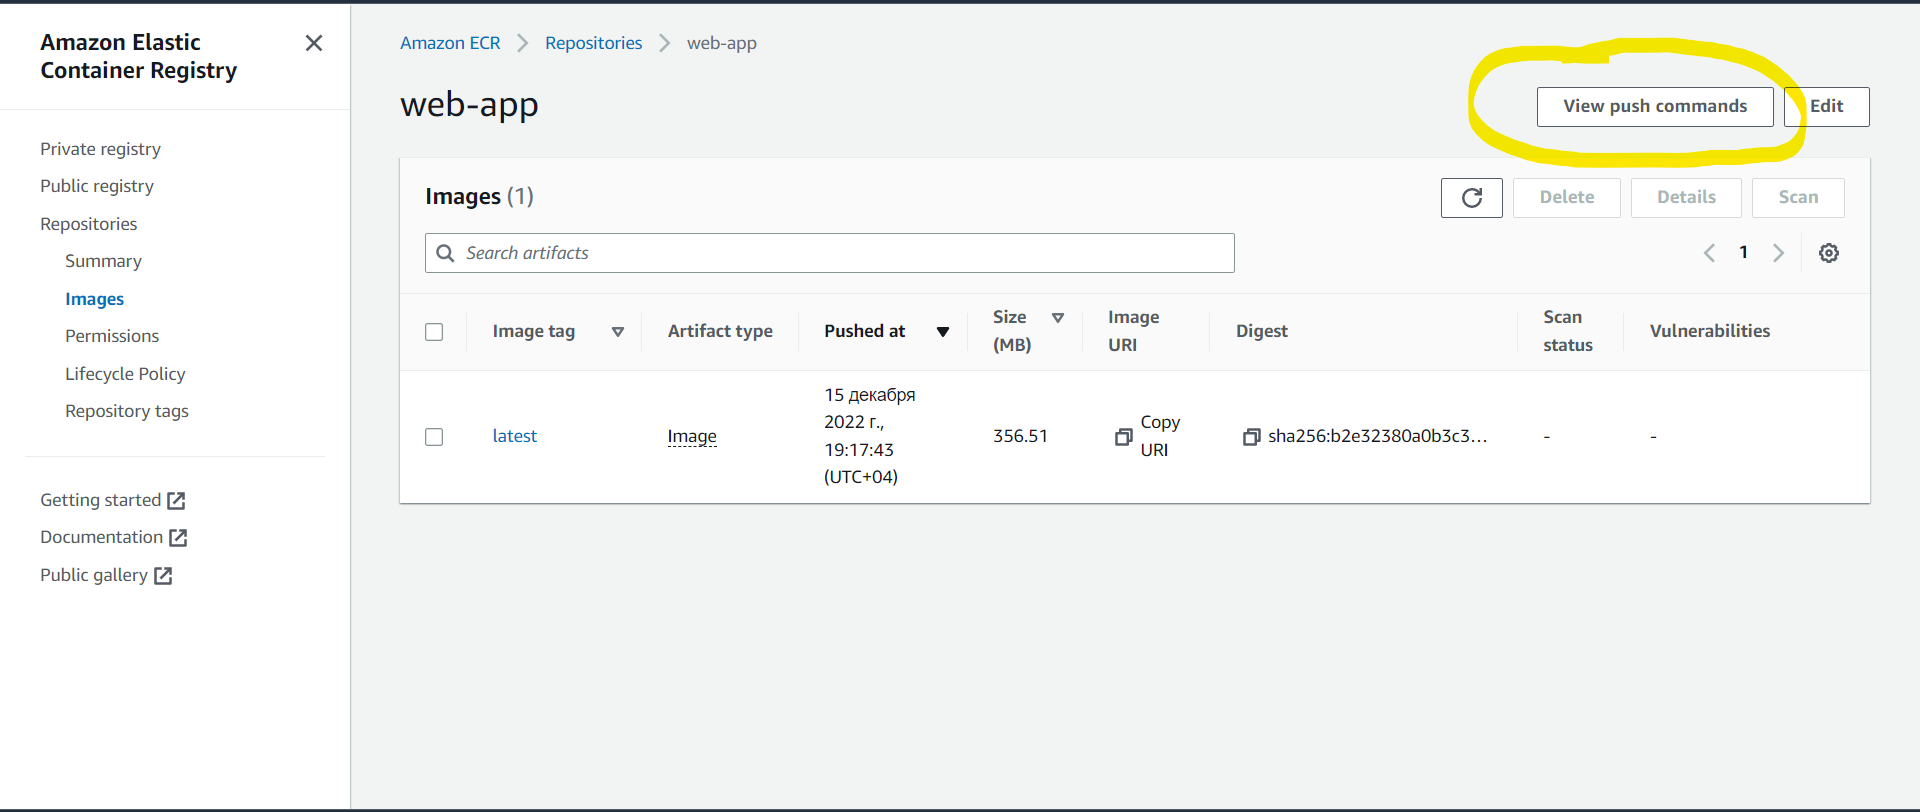 Amazon Elastic
Container Registry
Private registry
Public registry
Repositories
Summary
Images
Permissions
Lifecycle Policy
Repository tags
Getting started
Documentation
Public gallery
Amazon ECR > Repositories > web-app
web-app
View push commands
Edit
Images (1)
Delete
Details
Scan
Search artifacts
1
Image tag
Artifact type
Pushed at
Size
(MB)
Image
URI
Digest
Scan
status
Vulnerabilities
latest
Image
15 декабря
2022 г.,
19:17:43
(UTC+04)
356.51
Copy
URI
sha256:b2e32380a0b3c3...
-
-